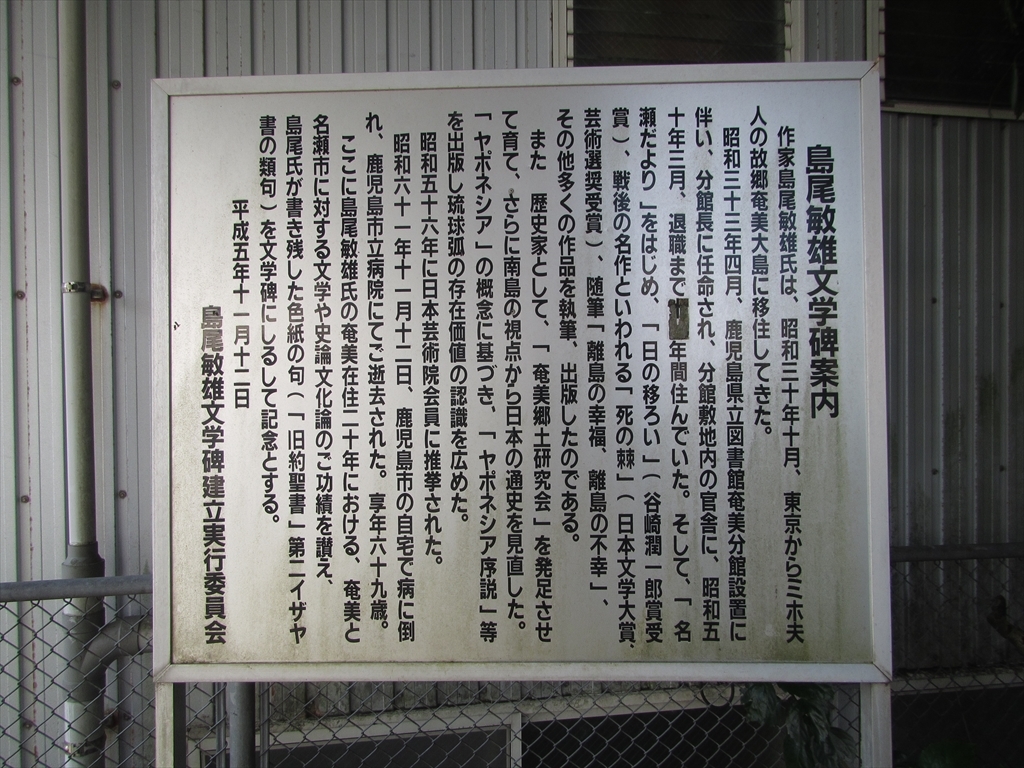 島尾敏雄文学碑案内
作家島尾敏雄氏は、昭和三十年十月、東京からミホ夫
人の故郷奄美大島に移住してきた。
昭和三十三年四月、鹿児島県立図書館奄美分館設置に
伴い、分館長に任命され、分館敷地内の官舎に、昭和五
十年三月、退職まで十年間住んでいた。そして、「名
瀬だより」をはじめ、「日の移ろい」(谷崎潤一郎賞受
賞)、戦後の名作といわれる「死の棘」(日本文学大賞、
芸術選奨受賞)、随筆「離島の幸福、離島の不幸」、
その他多くの作品を執筆、出版したのである。
また 歴史家として、「奄美郷土研究会」を発足させ
て育て、さらに南島の視点から日本の通史を見直した。
「ヤポネシア」の概念に基づき、「ヤポネシア序説」等
を出版し琉球弧の存在価値の認識を広めた。
昭和五十六年に日本芸術院会員に推挙された。
昭和六十一年十一月十二日、鹿児島市の自宅で病に倒
れ、鹿児島市立病院にてご逝去された。享年六十九歳。
ここに島尾敏雄氏の奄美在住二十年における、奄美と
名瀬市に対する文学や史論文化論のご功績を讃え、
島尾氏が書き残した色紙の句(「旧約聖書」第二イザヤ
書の類句)を文学碑にしるして記念とする。
平成五年十一月十二日
島尾敏雄文学碑建立実行委員会